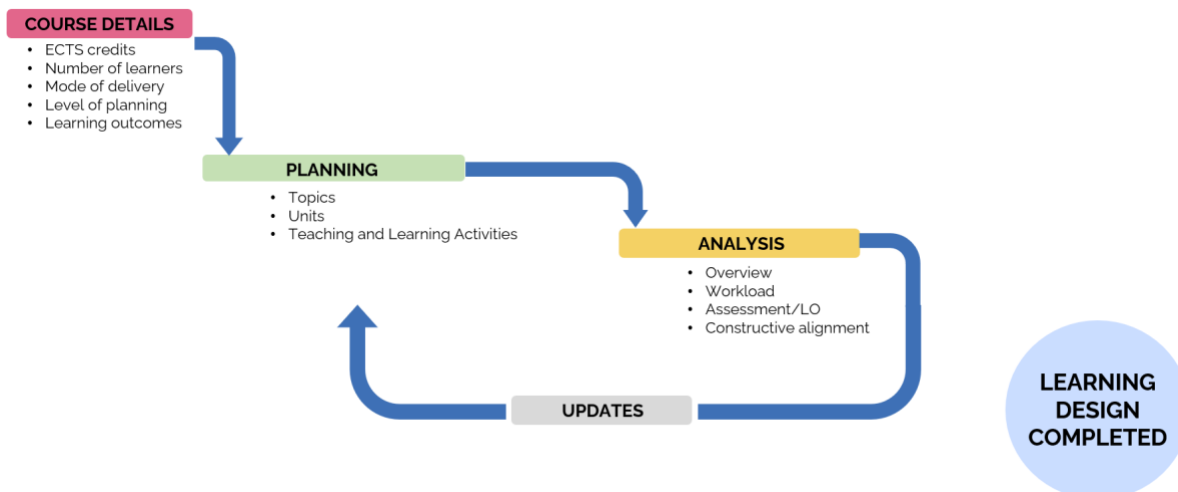 COURSE DETAILS
• ECTS credits
• Number of learners
• Mode of delivery
• Level of planning
• Learning outcomes
PLANNING
• Topics
• Units
• Teaching and Learning Activities
ANALYSIS
• Overview
• Workload
• Assessment/LO
• Constructive alignment
UPDATES
LEARNING
DESIGN
COMPLETED